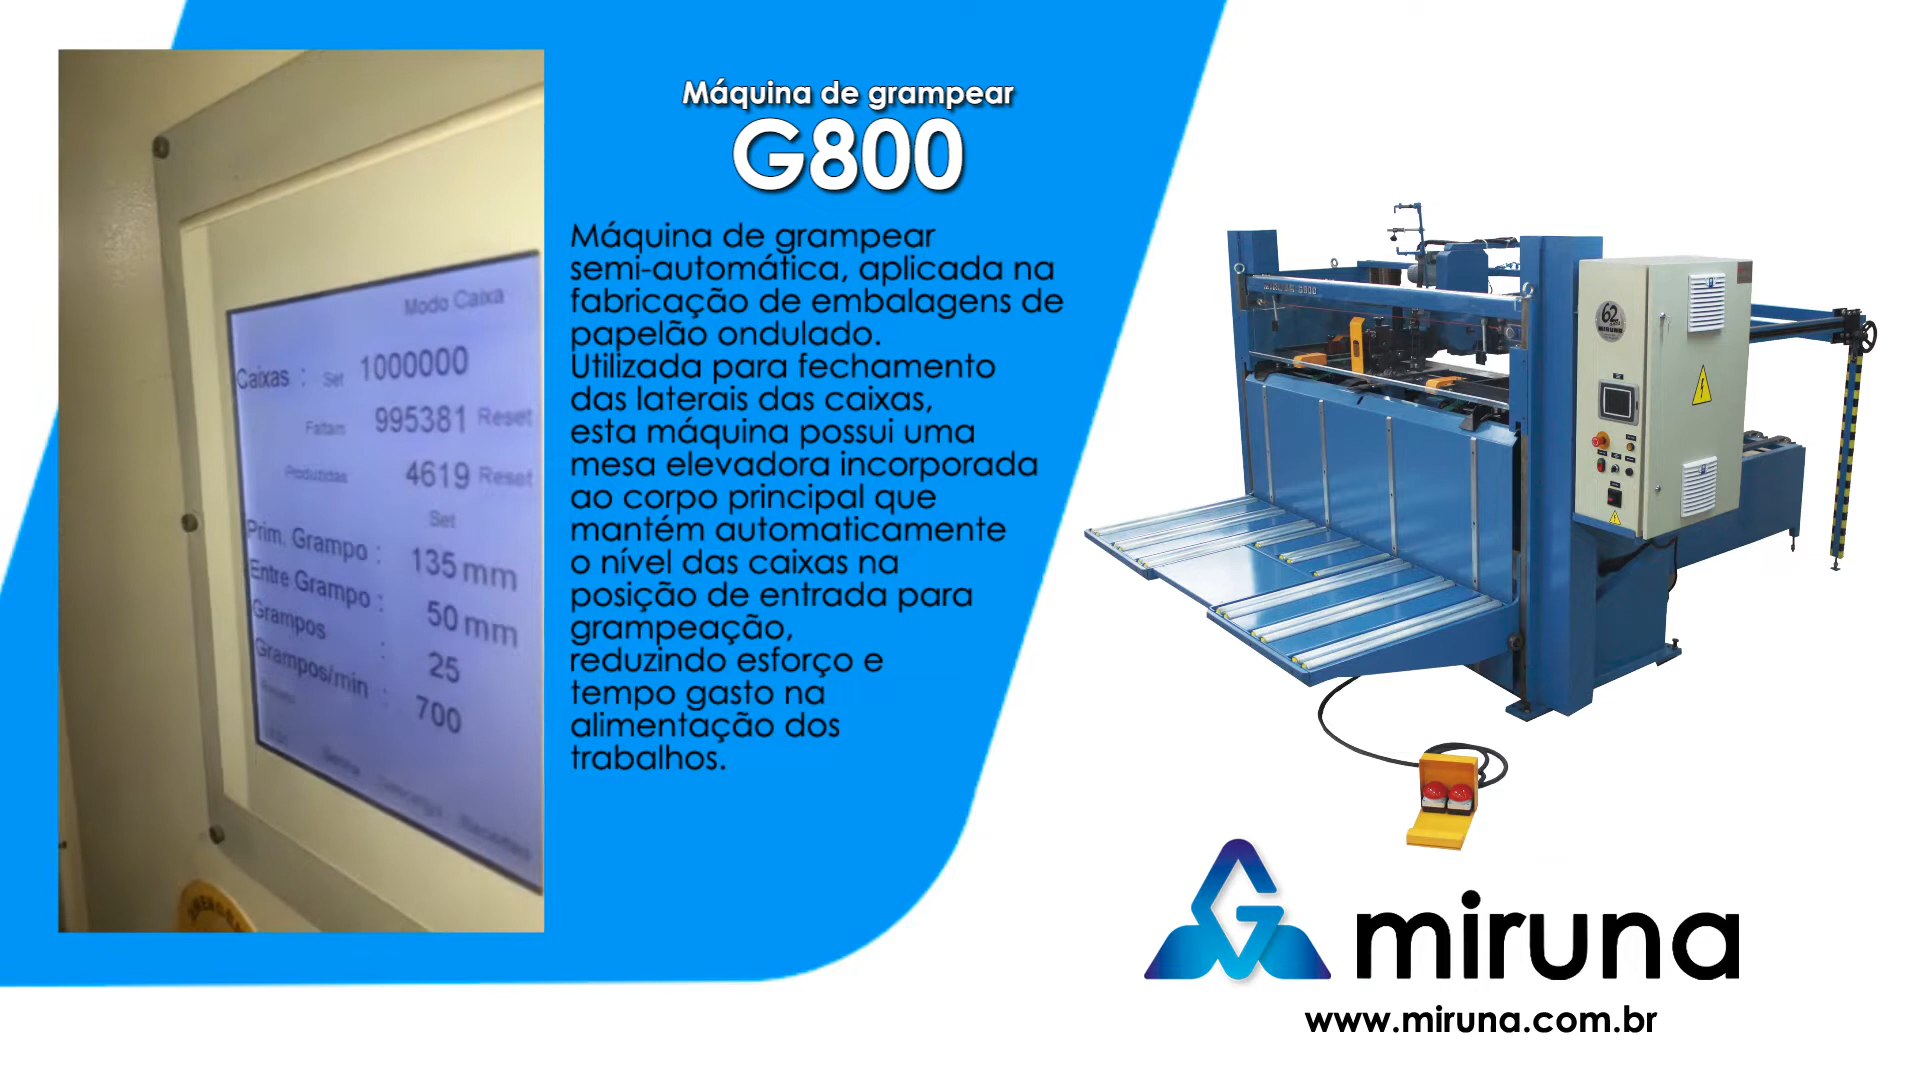 Modo Caixa
Caixas : Set 1000000
Faltam 995381 Reset
Produzidas 4619 Reset
Set
Prim. Grampo : 135 mm
Entre Grampo : 50 mm
Grampos : 25
Grampos/min : 700
Senha
Máquina de grampear
G800
Máquina de grampear
semi-automática, aplicada na
fabricação de embalagens de
papelão ondulado.
Utilizada para fechamento
das laterais das caixas,
esta máquina possui uma
mesa elevadora incorporada
ao corpo principal que
mantém automaticamente
o nível das caixas na
posição de entrada para
grampeação,
reduzindo esforço e
tempo gasto na
alimentação dos
trabalhos.
62
MIRUNA
miruna
www.miruna.com.br